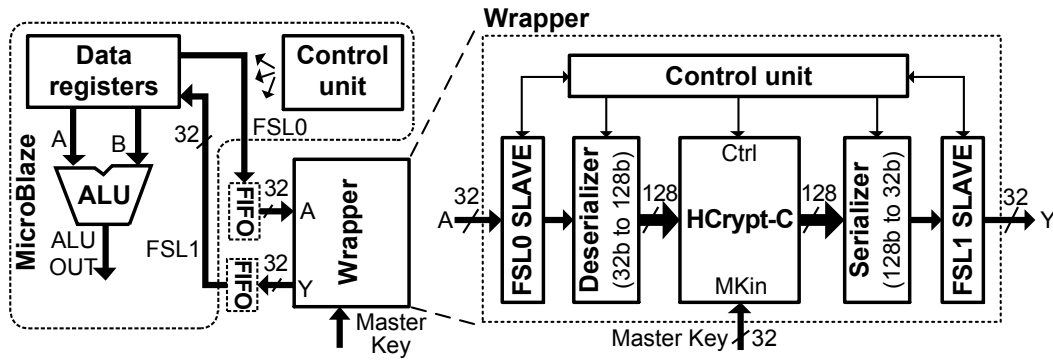 Wrapper
Data
registers
Control
unit
A
B
32
FSL0
ALU
MicroBlaze
ALU
OUT
FSL1
FIFO
32
A
Wrapper
FIFO
32
Y
Master
Key
Control unit
32
A
FSL0 SLAVE
Deserializer
(32b to 128b)
128
Ctrl
HCrypt-C
MKin
128
Serializer
(128b to 32b)
FSL1 SLAVE
32
Y
Master Key
32